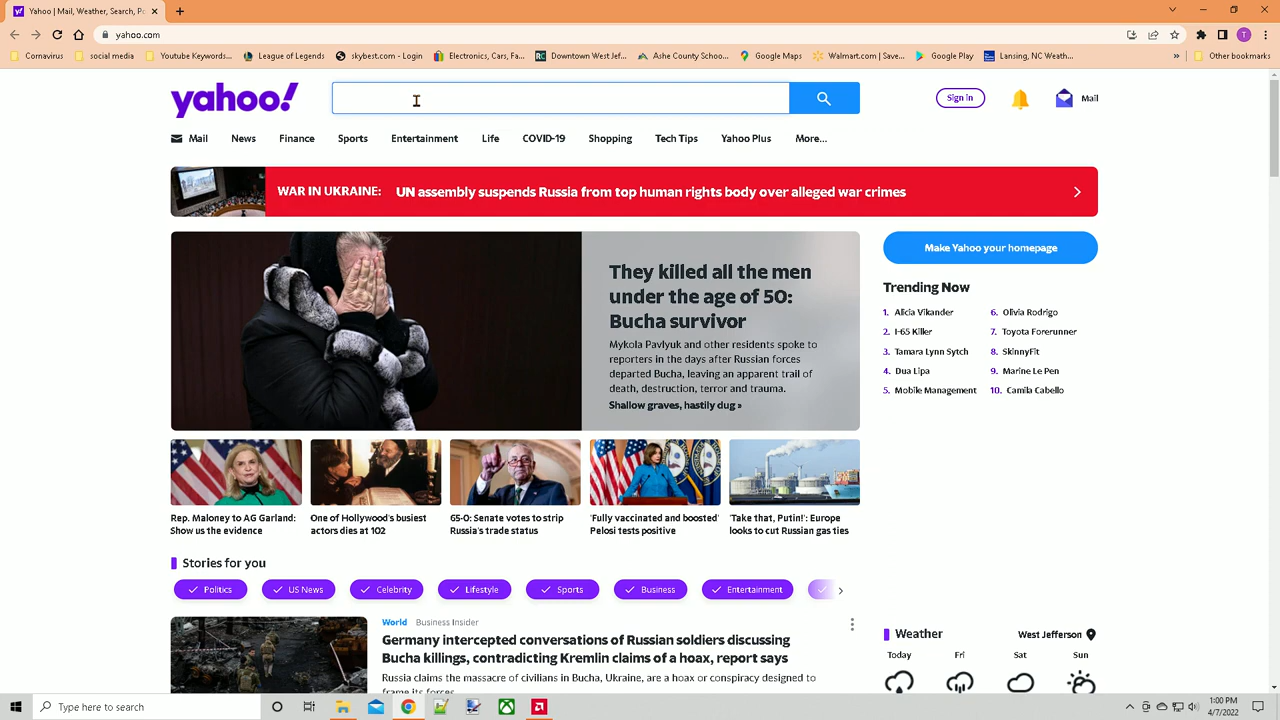 Yahoo | Mail, Weather, Search, Po
yahoo.com
T
Cornavirus
social media
Youtube Keywords...
League of Legends
skybest.com - Login
Electronics, Cars, Fa...
RC
Downtown West Jef...
Ashe County Schoo...
Google Maps
Walmart.com | Save...
Google Play
Lansing, NC Weath...
»
Other bookmarks
yahoo!
Sign in
Mail
Mail
News
Finance
Sports
Entertainment
Life
COVID-19
Shopping
Tech Tips
Yahoo Plus
More...
WAR IN UKRAINE: UN assembly suspends Russia from top human rights body over alleged war crimes
They killed all the men
under the age of 50:
Bucha survivor
Mykola Pavlyuk and other residents spoke to
reporters in the days after Russian forces
departed Bucha, leaving an apparent trail of
death, destruction, terror and trauma.
Shallow graves, hastily dug »
Make Yahoo your homepage
Trending Now
1. Alicia Vikander
2. I-65 Killer
3. Tamara Lynn Sytch
4. Dua Lipa
5. Mobile Management
6. Olivia Rodrigo
7. Toyota Forerunner
8. SkinnyFit
9. Marine Le Pen
10. Camila Cabello
Rep. Maloney to AG Garland:
Show us the evidence
One of Hollywood's busiest
actors dies at 102
65-0: Senate votes to strip
Russia's trade status
'Fully vaccinated and boosted'
Pelosi tests positive
'Take that, Putin!': Europe
looks to cut Russian gas ties
Stories for you
Politics
US News
Celebrity
Lifestyle
Sports
Business
Entertainment
World Business Insider
Germany intercepted conversations of Russian soldiers discussing
Bucha killings, contradicting Kremlin claims of a hoax, report says
Russia claims the massacre of civilians in Bucha, Ukraine, are a hoax or conspiracy designed to
frame its forces
Weather
West Jefferson
Today
Fri
Sat
Sun
Type here to search
1:00 PM
4/7/2022